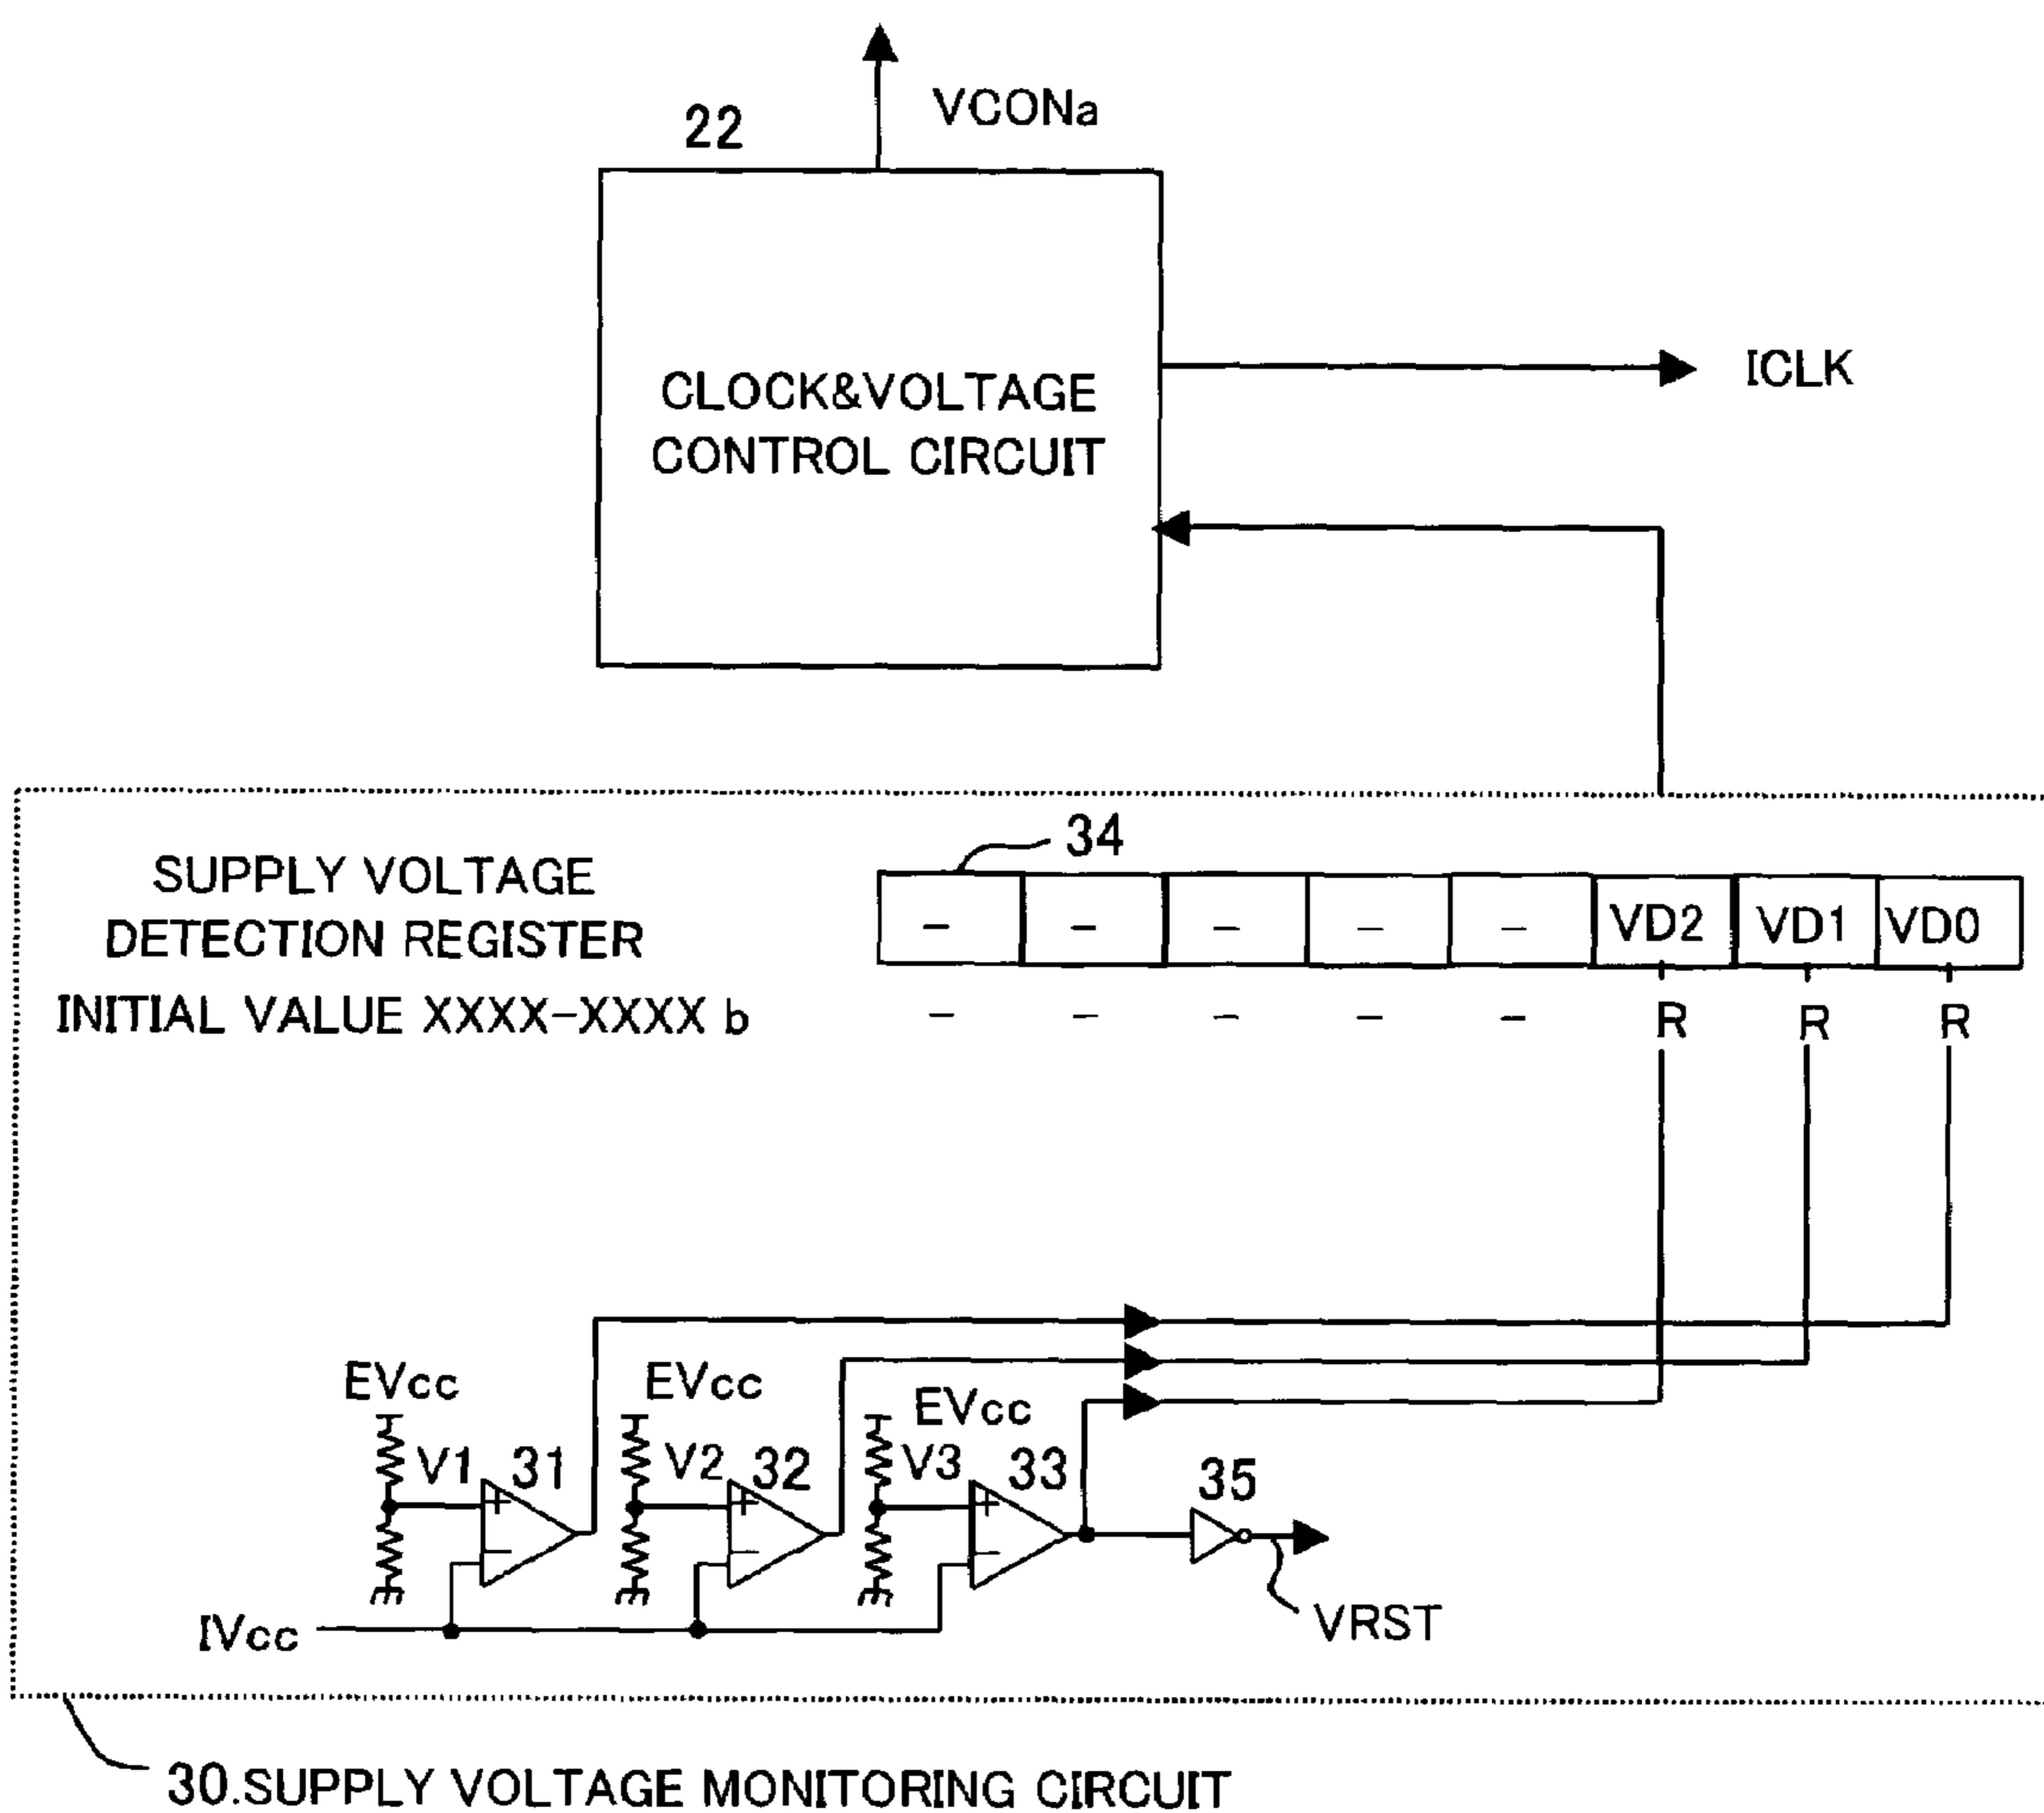 VCONa
22
CLOCK&VOLTAGE
CONTROL CIRCUIT
ICLK
34
SUPPLY VOLTAGE
DETECTION REGISTER
- - - - - VD2 VD1 VD0
INITIAL VALUE XXXX-XXXX b
- - - - - R R R
EVcc EVcc EVcc
V1 31 V2 32 V3 33 35
+ + +
- - -
IVcc
VRST
30.SUPPLY VOLTAGE MONITORING CIRCUIT